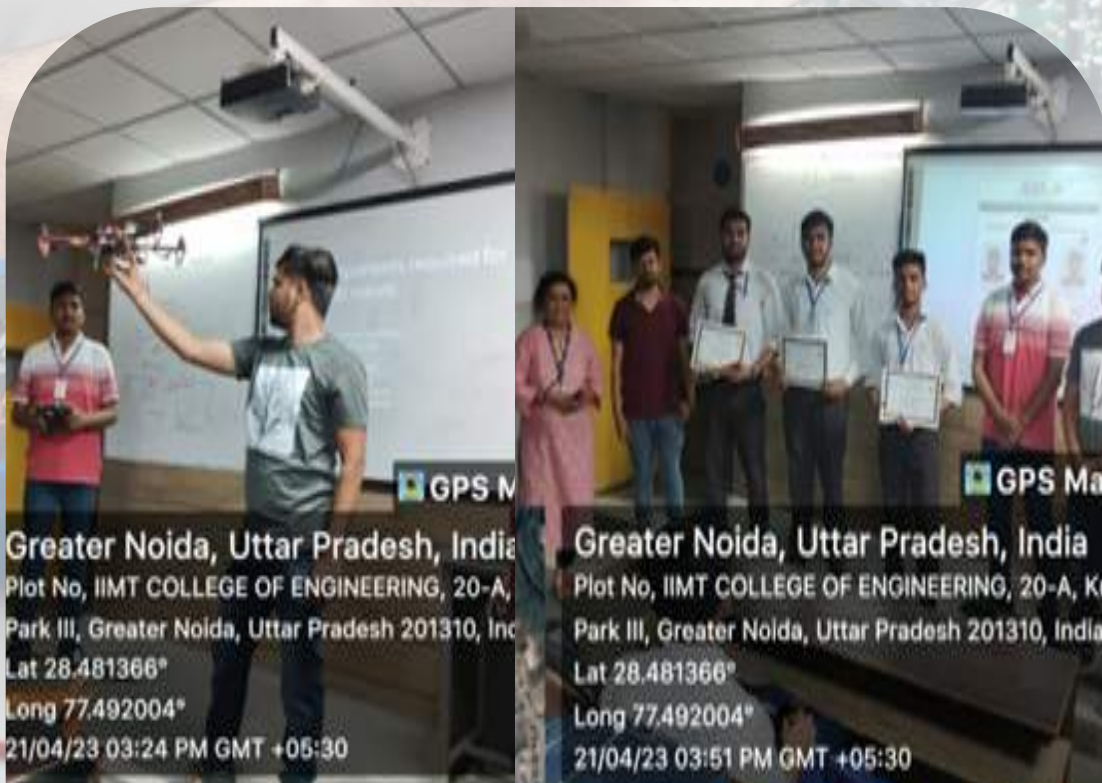 GPS M
Greater Noida, Uttar Pradesh, India
Plot No, IIMT COLLEGE OF ENGINEERING, 20-A,
Park III, Greater Noida, Uttar Pradesh 201310, Ind
Lat 28.481366°
Long 77.492004°
21/04/23 03:24 PM GMT +05:30
GPS Ma
Greater Noida, Uttar Pradesh, India
Plot No, IIMT COLLEGE OF ENGINEERING, 20-A, K
Park III, Greater Noida, Uttar Pradesh 201310, India
Lat 28.481366°
Long 77.492004°
21/04/23 03:51 PM GMT +05:30